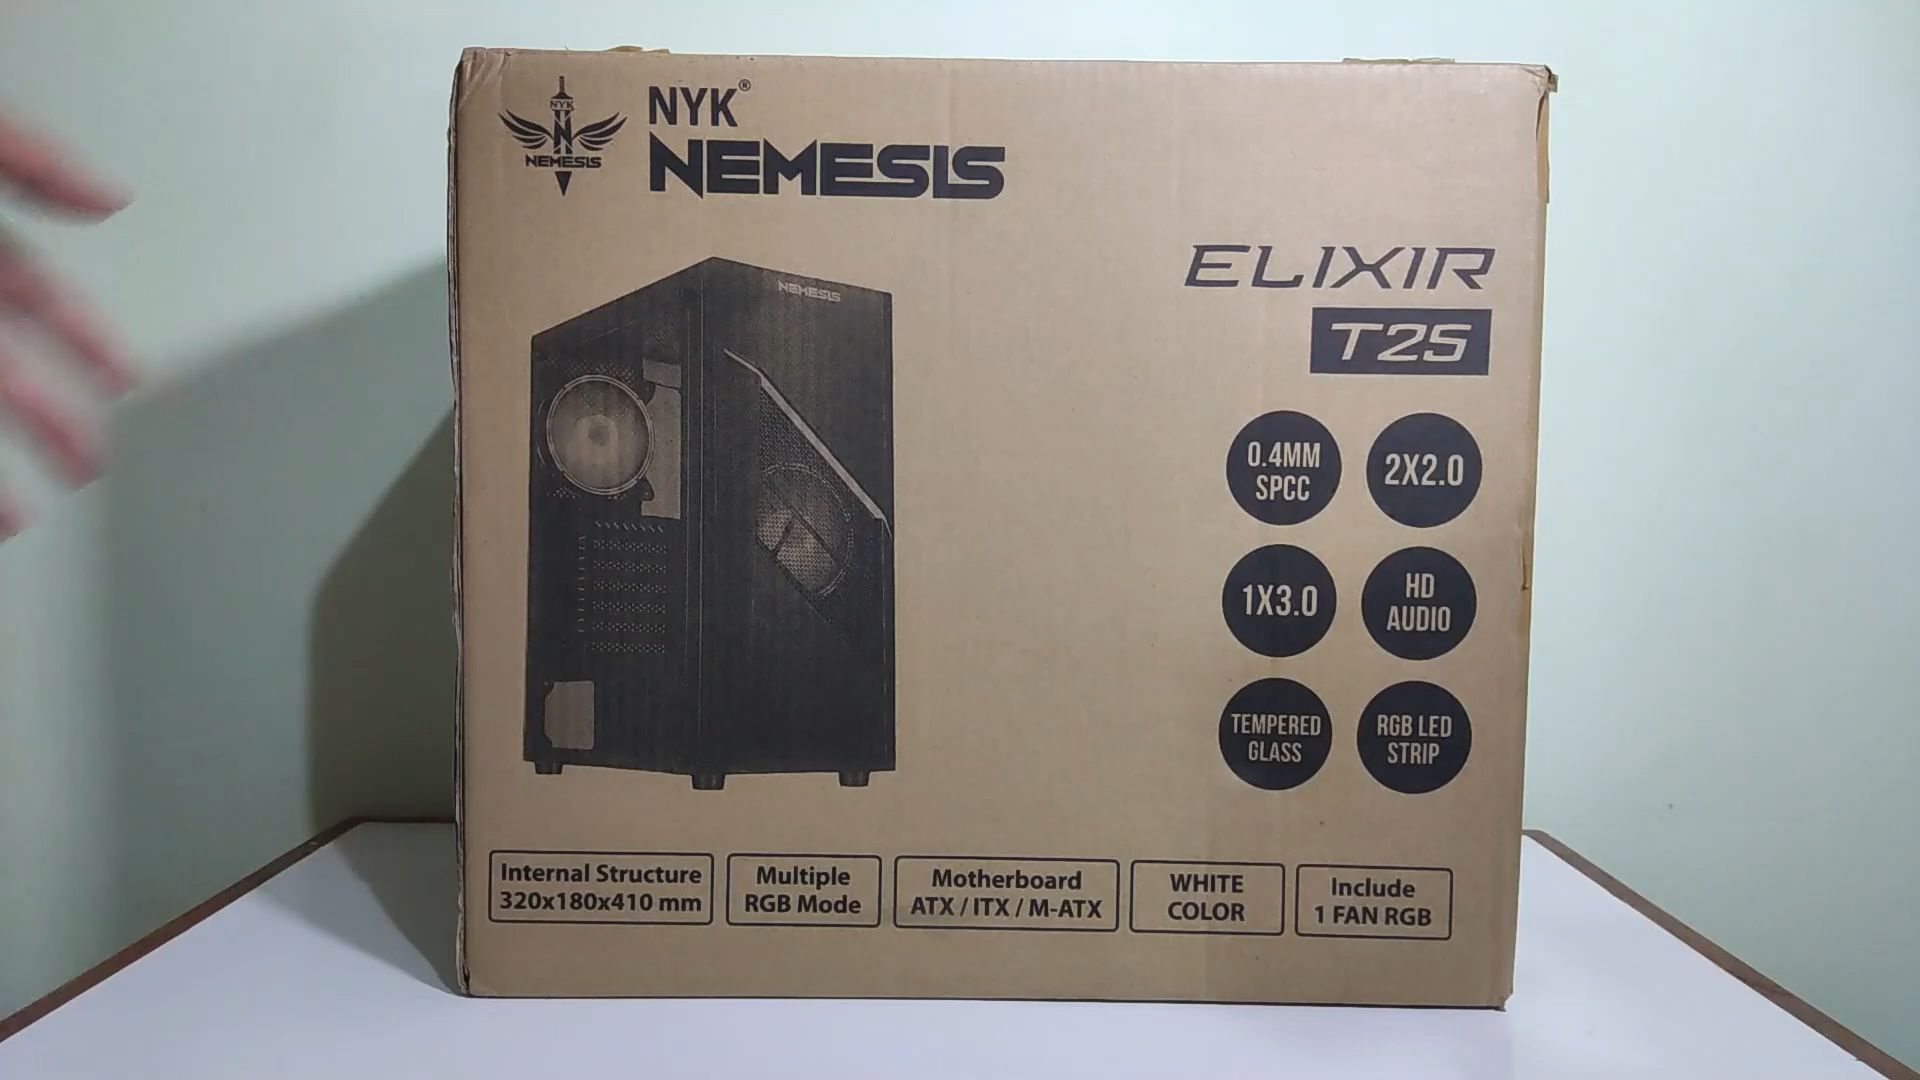 NYK
NEMESIS
NYK®
NEMESIS
NEMESIS
ELIXIR
T25
0.4MM
SPCC
2X2.0
1X3.0
HD
AUDIO
TEMPERED
GLASS
RGB LED
STRIP
Internal Structure
320x180x410 mm
Multiple
RGB Mode
Motherboard
ATX / ITX / M-ATX
WHITE
COLOR
Include
1 FAN RGB